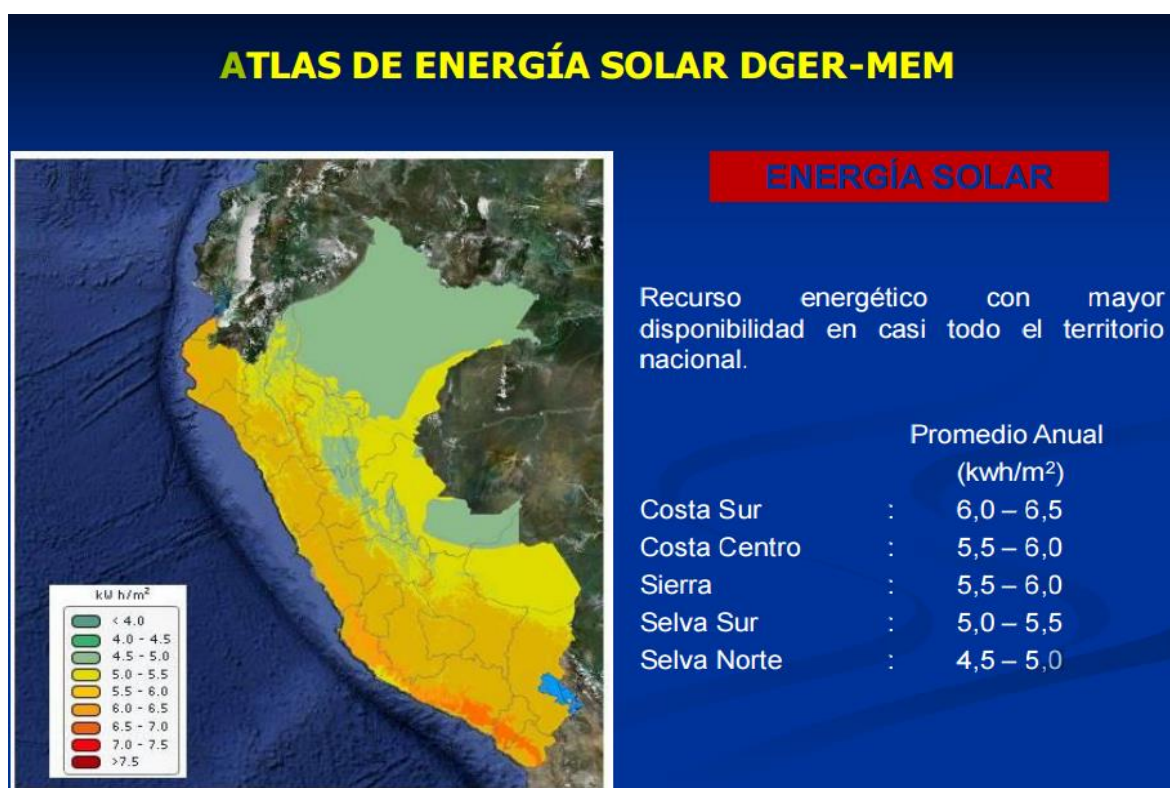 ATLAS DE ENERGÍA SOLAR DGER-MEM
ENERGÍA SOLAR
Recurso energético con mayor
disponibilidad en casi todo el territorio
nacional.
Promedio Anual
(kwh/m²)
Costa Sur : 6,0 – 6,5
Costa Centro : 5,5 – 6,0
Sierra : 5,5 – 6,0
Selva Sur : 5,0 – 5,5
Selva Norte : 4,5 – 5,0
kW h/m²
< 4.0
4.0 - 4.5
4.5 - 5.0
5.0 - 5.5
5.5 - 6.0
6.0 - 6.5
6.5 - 7.0
7.0 - 7.5
>7.5